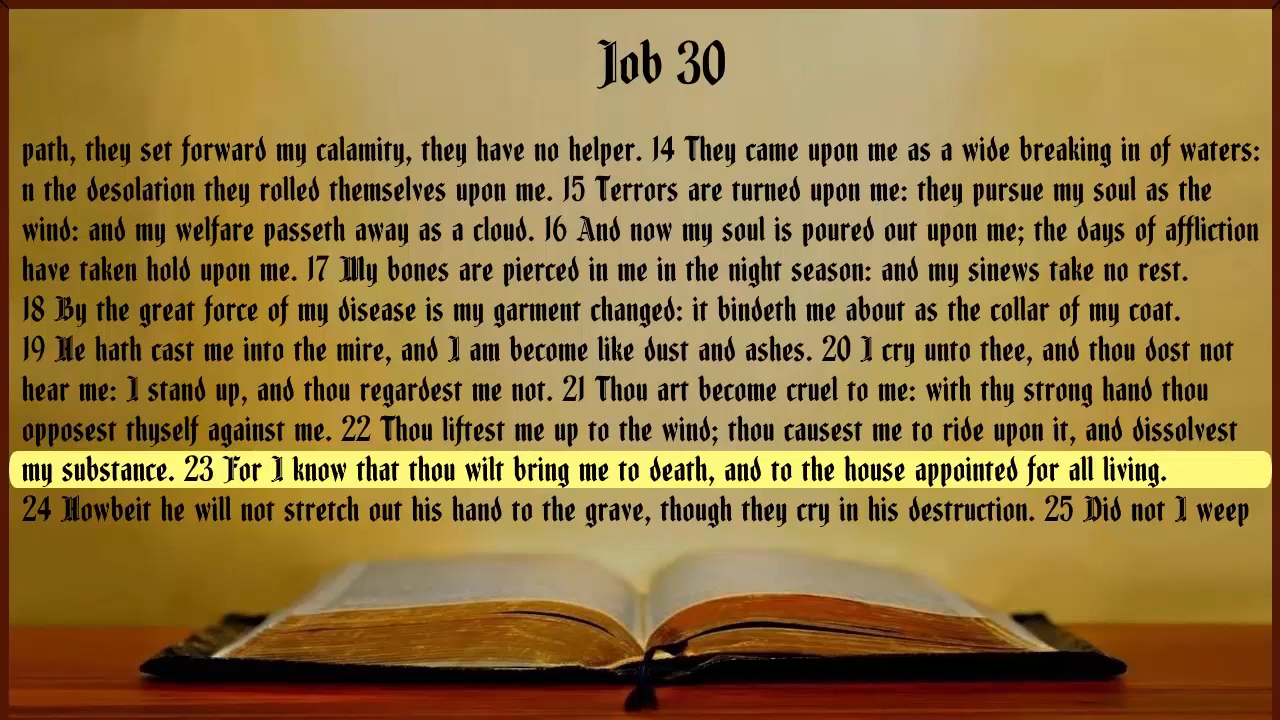 Job 30
path, they set forward my calamity, they have no helper. 14 They came upon me as a wide breaking in of waters:
n the desolation they rolled themselves upon me. 15 Terrors are turned upon me: they pursue my soul as the
wind: and my welfare passeth away as a cloud. 16 And now my soul is poured out upon me; the days of affliction
have taken hold upon me. 17 My bones are pierced in me in the night season: and my sinews take no rest.
18 By the great force of my disease is my garment changed: it bindeth me about as the collar of my coat.
19 He hath cast me into the mire, and I am become like dust and ashes. 20 I cry unto thee, and thou dost not
hear me: I stand up, and thou regardest me not. 21 Thou art become cruel to me: with thy strong hand thou
opposest thyself against me. 22 Thou liftest me up to the wind; thou causest me to ride upon it, and dissolvest
my substance. 23 For I know that thou wilt bring me to death, and to the house appointed for all living.
24 Howbeit he will not stretch out his hand to the grave, though they cry in his destruction. 25 Did not I weep